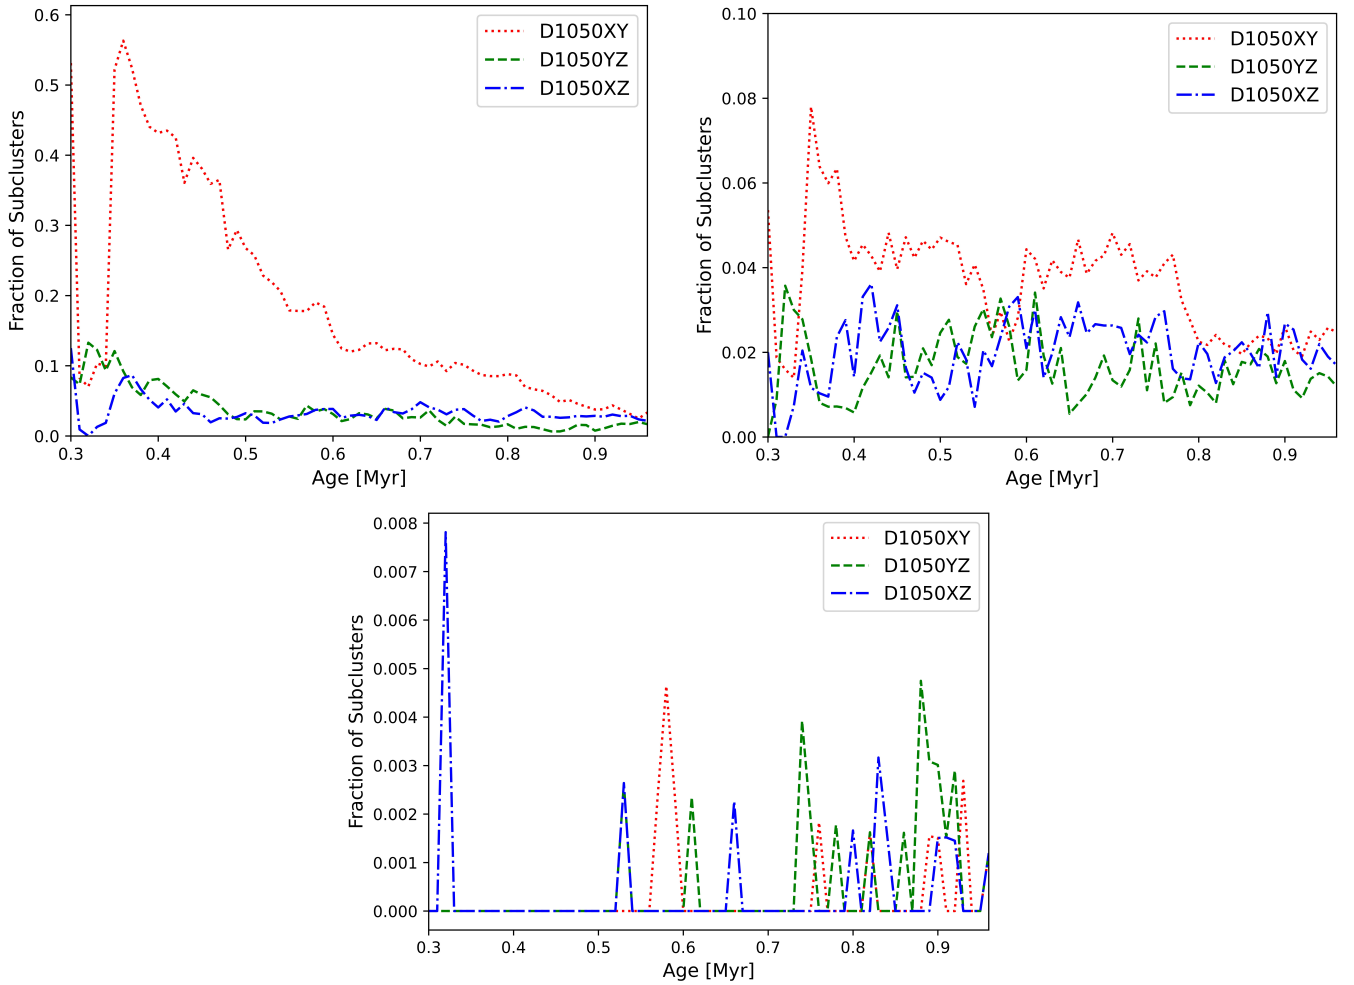 0.6
0.5
0.4
0.3
0.2
0.1
0.0
Fraction of Subclusters
D1050XY
D1050YZ
D1050XZ
0.3 0.4 0.5 0.6 0.7 0.8 0.9
Age [Myr]
0.10
0.08
0.06
0.04
0.02
0.00
Fraction of Subclusters
D1050XY
D1050YZ
D1050XZ
0.3 0.4 0.5 0.6 0.7 0.8 0.9
Age [Myr]
0.008
0.007
0.006
0.005
0.004
0.003
0.002
0.001
0.000
Fraction of Subclusters
D1050XY
D1050YZ
D1050XZ
0.3 0.4 0.5 0.6 0.7 0.8 0.9
Age [Myr]